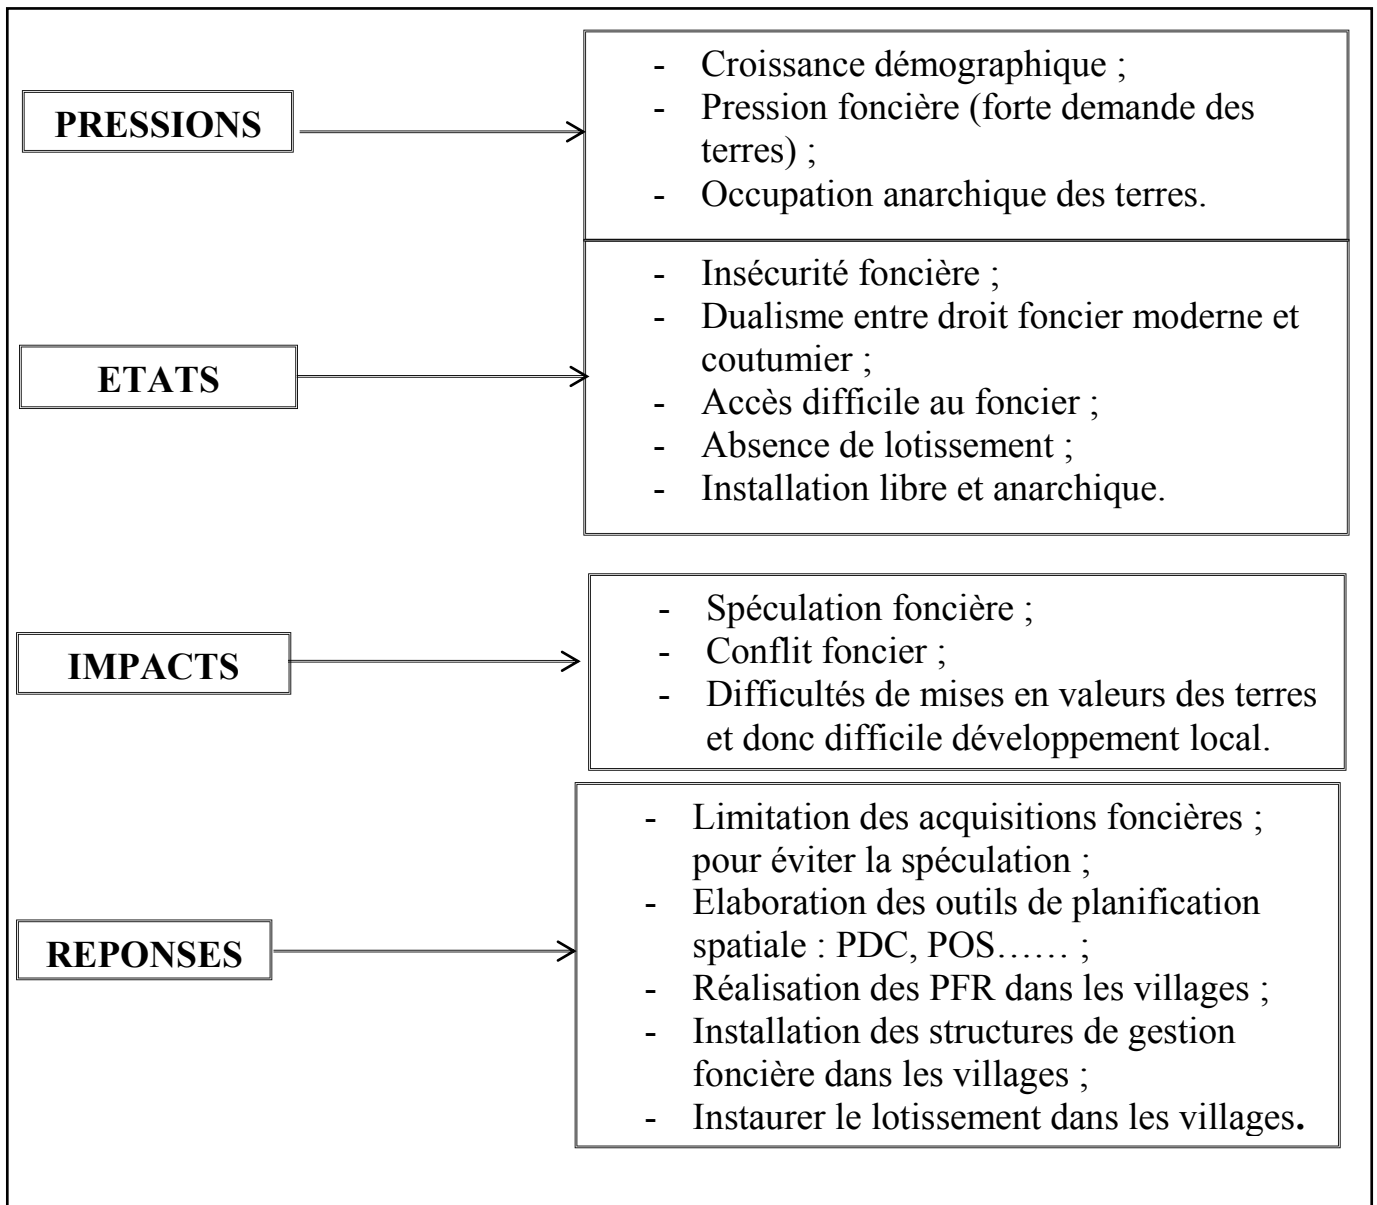 PRESSIONS
- Croissance démographique ;
- Pression foncière (forte demande des
terres) ;
- Occupation anarchique des terres.
ETATS
- Insécurité foncière ;
- Dualisme entre droit foncier moderne et
coutumier ;
- Accès difficile au foncier ;
- Absence de lotissement ;
- Installation libre et anarchique.
IMPACTS
- Spéculation foncière ;
- Conflit foncier ;
- Difficultés de mises en valeurs des terres
et donc difficile développement local.
REPONSES
- Limitation des acquisitions foncières ;
pour éviter la spéculation ;
- Elaboration des outils de planification
spatiale : PDC, POS…… ;
- Réalisation des PFR dans les villages ;
- Installation des structures de gestion
foncière dans les villages ;
- Instaurer le lotissement dans les villages.